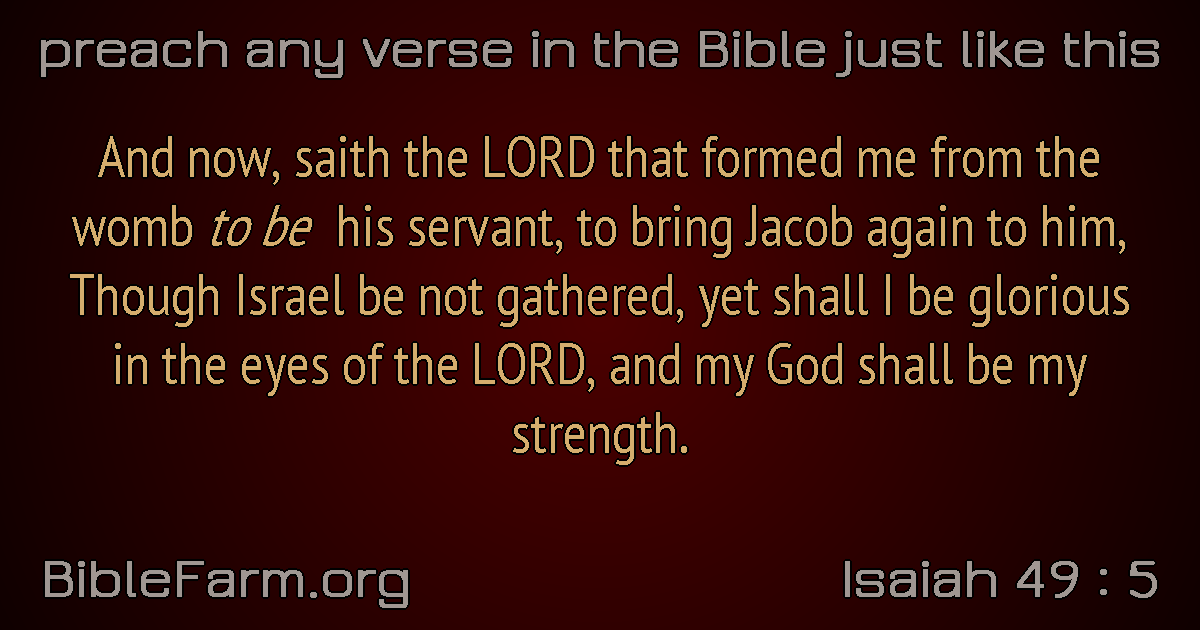 preach any verse in the Bible just like this
And now, saith the LORD that formed me from the
womb to be his servant, to bring Jacob again to him,
Though Israel be not gathered, yet shall I be glorious
in the eyes of the LORD, and my God shall be my
strength.
BibleFarm.org
Isaiah 49 : 5